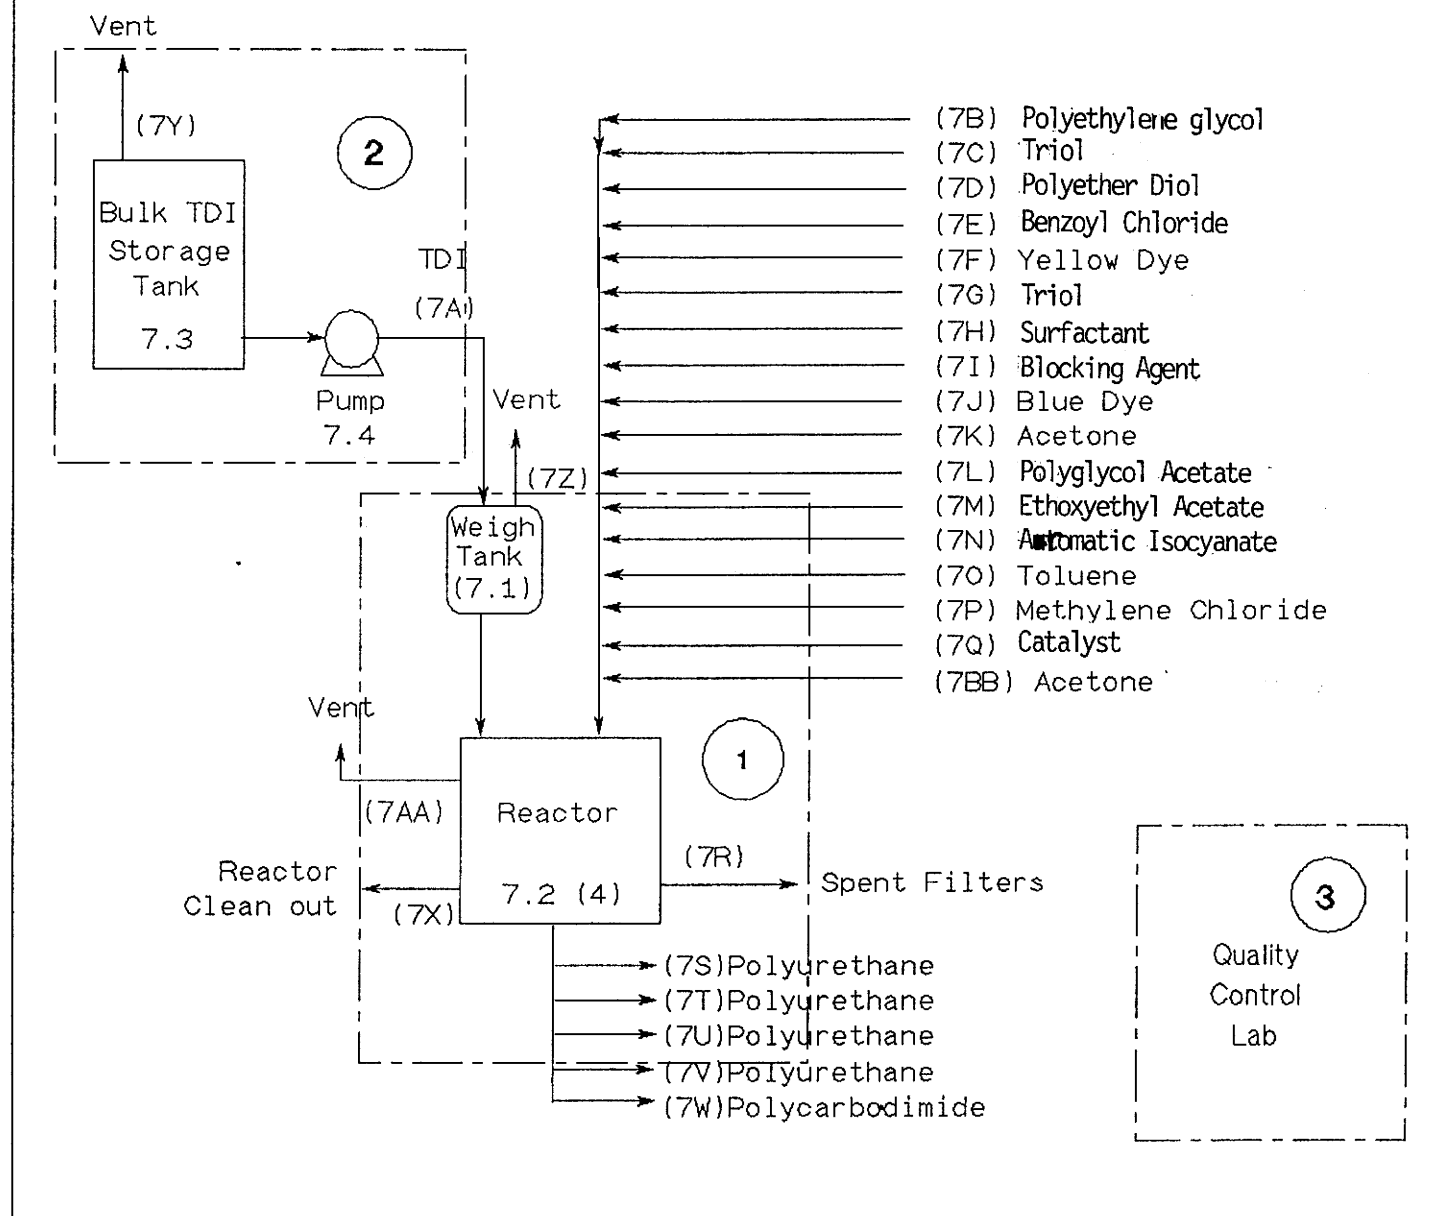 Vent
(7Y)
2
Bulk TDI
Storage
Tank
7.3
TDI
(7A)
Pump
7.4
Vent
(7Z)
(7B) Polyethylene glycol
(7C) Triol
(7D) Polyether Diol
(7E) Benzoyl Chloride
(7F) Yellow Dye
(7G) Triol
(7H) Surfactant
(7I) Blocking Agent
(7J) Blue Dye
(7K) Acetone
(7L) Polyglycol Acetate
(7M) Ethoxyethyl Acetate
(7N) Isocyanate
(7O) Toluene
(7P) Methylene Chloride
(7Q) Catalyst
(7BB) Acetone
Weigh
Tank
(7.1)
Vent
(7AA)
1
Reactor
7.2 (4)
(7R)
Spent Filters
Reactor
Clean out
(7X)
(7S)Polyurethane
(7T)Polyurethane
(7U)Polyurethane
(7V)Polyurethane
(7W)Polycarbodimide
3
Quality
Control
Lab